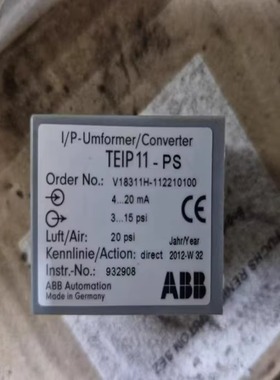 I/P-Umformer/Converter
TEIP11-PS
Order No.: V18311H-112210100
4...20 mA
3...15 psi
CE
Luft/Air: 20 psi Jahr/Year
Kennlinie/Action: direct 2012-W 32
Instr.-No.: 932908
ABB Automation
Made in Germany
ABB